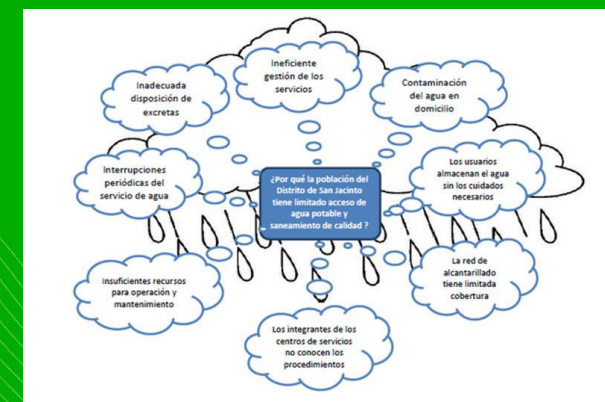 Ineficiente
gestión de los
servicios
Inadecuada
disposición de
excretas
Contaminación
del agua en
domicilio
Interrupciones
periódicas del
servicio de agua
¿Por qué la población del
Distrito de San Jacinto
tiene limitado acceso de
agua potable y
saneamiento de calidad ?
Los usuarios
almacenan el agua
sin los cuidados
necesarios
Insuficientes recursos
para operación y
mantenimiento
La red de
alcantarillado
tiene limitada
cobertura
Los integrantes de los
centros de servicios
no conocen los
procedimientos